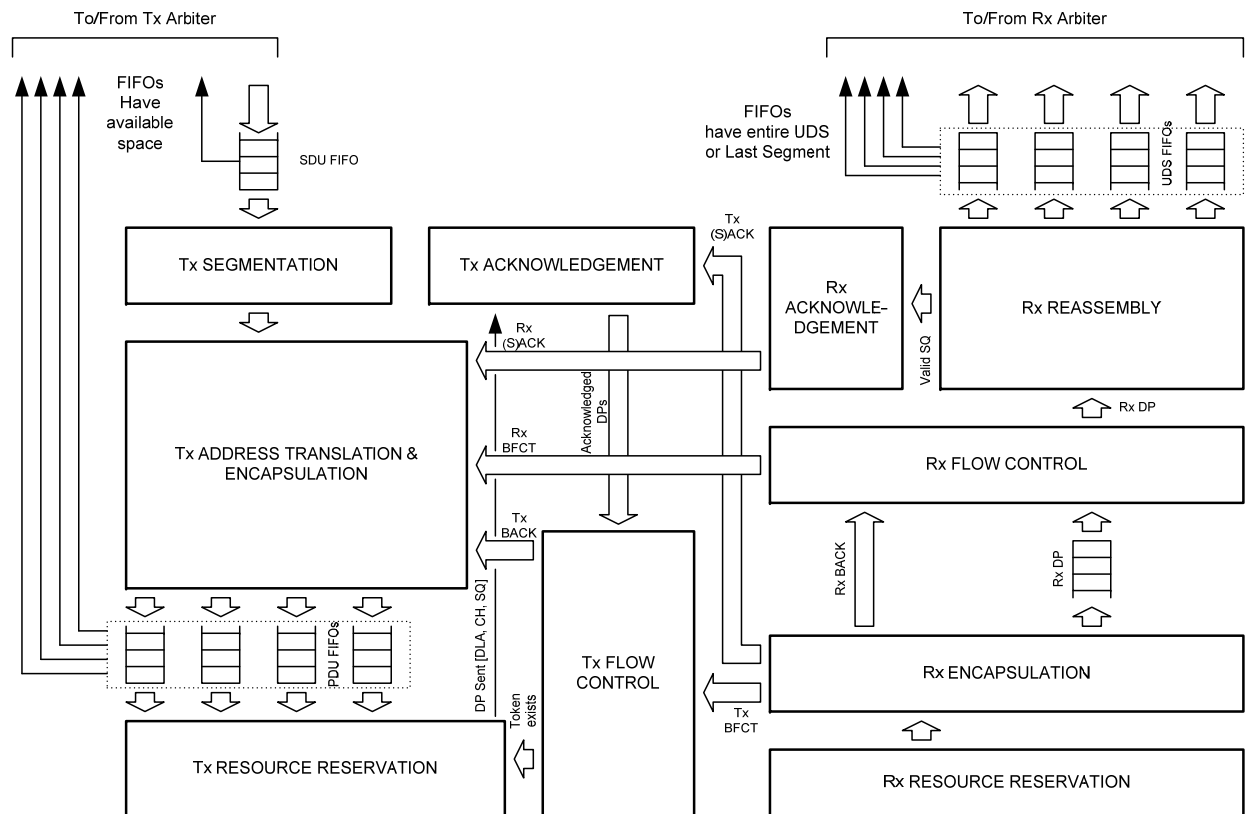 To/From Tx Arbiter
To/From Rx Arbiter
FIFOs
Have
available
space
SDU FIFO
FIFOs
have entire UDS
or Last Segment
UDS FIFOs
Tx SEGMENTATION
Tx ACKNOWLEDGEMENT
Tx
(S)ACK
Rx
ACKNOWLE-
DGEMENT
Valid SQ
Rx REASSEMBLY
Rx
(S)ACK
Acknowledged
DPs
Rx DP
Tx ADDRESS TRANSLATION &
ENCAPSULATION
Rx
BFCT
Rx FLOW CONTROL
Tx
BACK
Rx BACK
Rx DP
PDU FIFOs
DP Sent [DLA, CH, SQ]
Tx FLOW
CONTROL
Rx ENCAPSULATION
Token
exists
Tx
BFCT
Tx RESOURCE RESERVATION
Rx RESOURCE RESERVATION